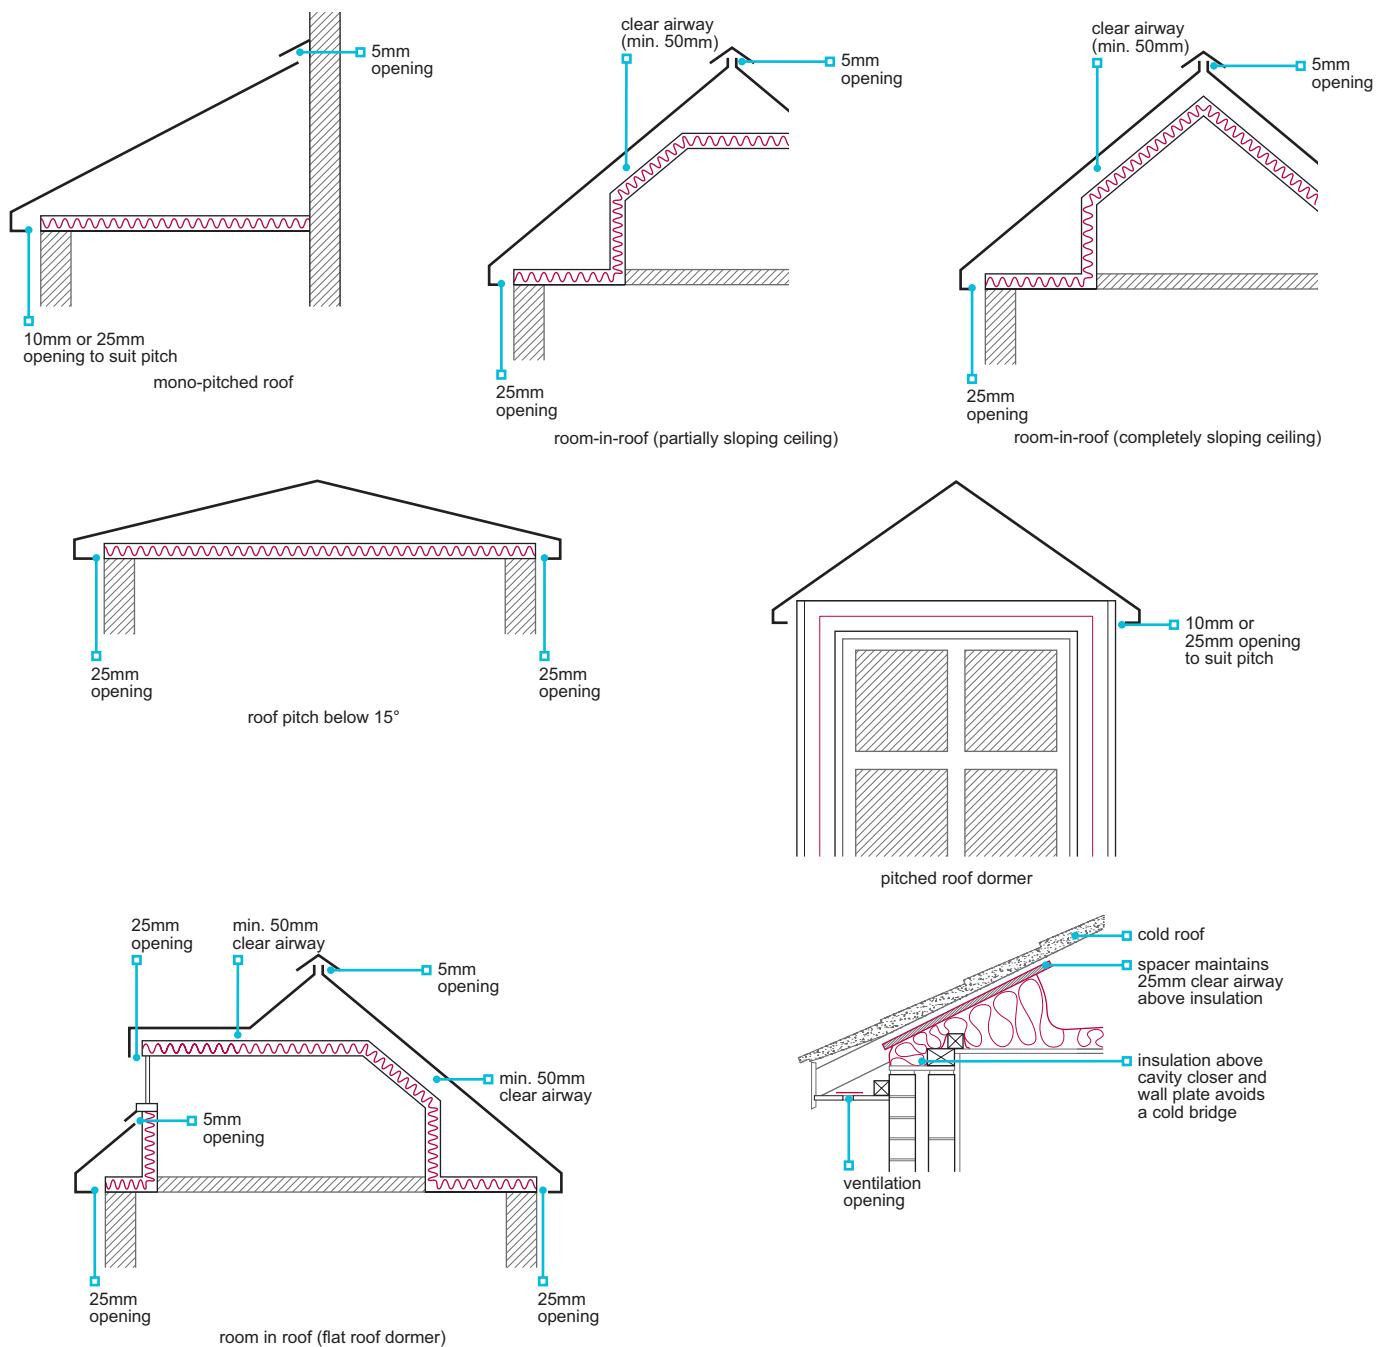 5mm
opening
10mm or 25mm
opening to suit pitch
mono-pitched roof
clear airway
(min. 50mm)
5mm
opening
25mm
opening
room-in-roof (partially sloping ceiling)
clear airway
(min. 50mm)
5mm
opening
25mm
opening
room-in-roof (completely sloping ceiling)
25mm
opening
25mm
opening
roof pitch below 15°
10mm or
25mm opening
to suit pitch
pitched roof dormer
25mm
opening
min. 50mm
clear airway
5mm
opening
min. 50mm
clear airway
5mm
opening
25mm
opening
25mm
opening
room in roof (flat roof dormer)
cold roof
spacer maintains
25mm clear airway
above insulation
insulation above
cavity closer and
wall plate avoids
a cold bridge
ventilation
opening